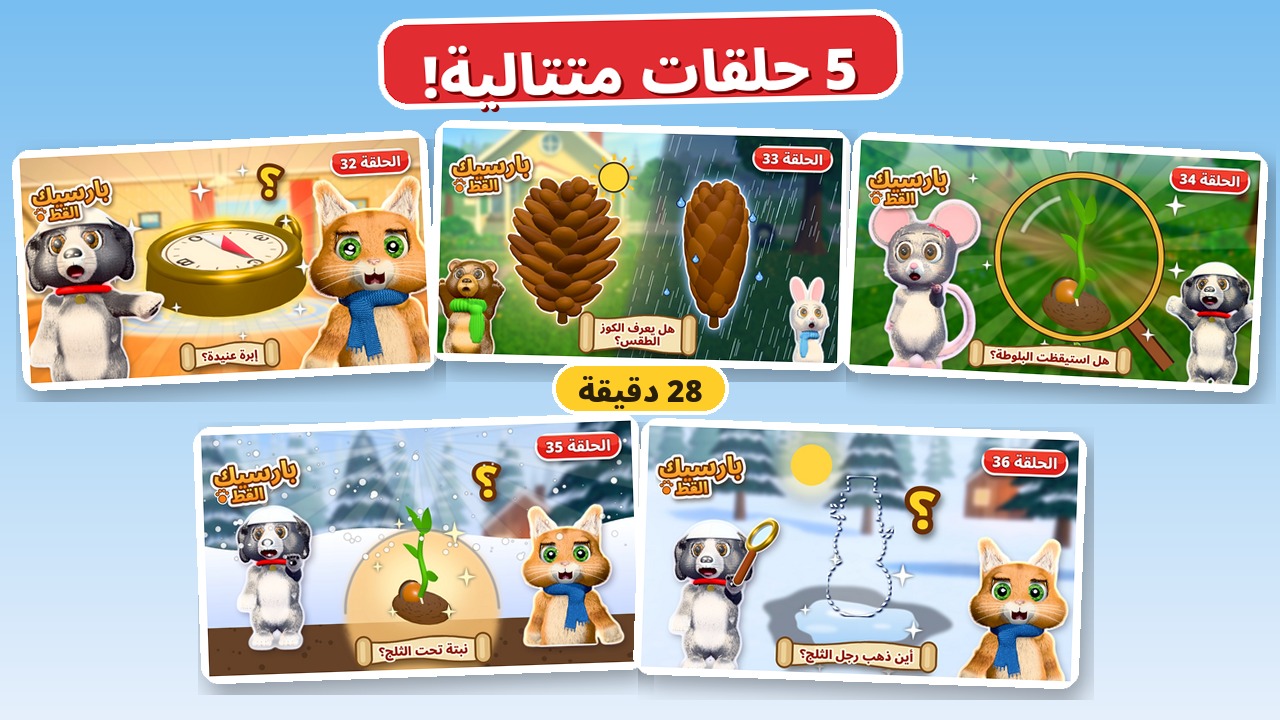 5 حلقات متتالية!
الحلقة 32
بارسيك
القط
؟
إبرة عنيدة؟
الحلقة 33
بارسيك
القط
هل يعرف الكوز
الطقس؟
الحلقة 34
بارسيك
القط
هل استيقظت البلوطة؟
28 دقيقة
الحلقة 35
بارسيك
القط
؟
نبتة تحت الثلج؟
الحلقة 36
بارسيك
القط
؟
أين ذهب رجل الثلج؟